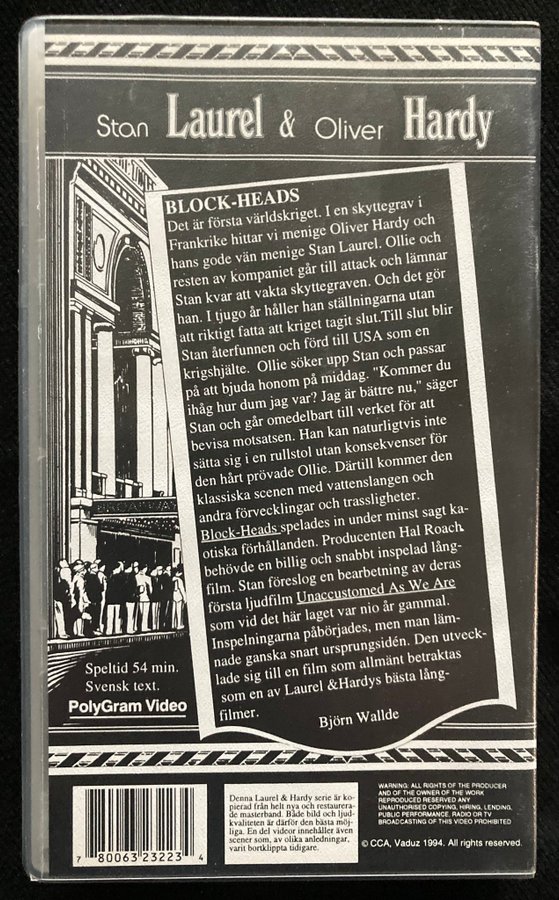 Stan Laurel & Oliver Hardy
BLOCK-HEADS
Det är första världskriget. I en skyttegrav i
Frankrike hittar vi menige Oliver Hardy och
hans gode vän menige Stan Laurel. Ollie och
resten av kompaniet går till attack och lämnar
Stan kvar att vakta skyttegraven. Och det gör
han. I tjugo år håller han ställningarna utan
att riktigt fatta att kriget tagit slut.Till slut blir
Stan återfunnen och förd till USA som en
krigshjälte. Ollie söker upp Stan och passar
på att bjuda honom på middag. "Kommer du
ihåg hur dum jag var? Jag är bättre nu," säger
Stan och går omedelbart till verket för att
bevisa motsatsen. Han kan naturligtvis inte
sätta sig i en rullstol utan konsekvenser för
den hårt prövade Ollie. Därtill kommer den
klassiska scenen med vattenslangen och
andra förvecklingar och trassligheter.
Block-Heads spelades in under minst sagt ka-
otiska förhållanden. Producenten Hal Roach
behövde en billig och snabbt inspelad lång-
film. Stan föreslog en bearbetning av deras
första ljudfilm Unaccustomed As We Are
som vid det här laget var nio år gammal.
Inspelningarna påbörjades, men man läm-
nade ganska snart ursprungsidén. Den utveck-
lade sig till en film som allmänt betraktas
som en av Laurel &Hardys bästa lång-
filmer.
Björn Wallde
BROADWAY
Speltid 54 min.
Svensk text.
PolyGram Video
7 80063 23223 4
Denna Laurel & Hardy serie är ko-
pierad från helt nya och restaurera-
de masterband. Både bild och ljud-
kvaliteten är därför den bästa möj-
liga. En del videor innehåller även
scener som, av olika anledningar,
varit bortklippta tidigare.
WARNING: ALL RIGHTS OF THE PRODUCER
AND OF THE OWNER OF THE WORK
REPRODUCED RESERVED ANY
UNAUTHORISED COPYING, HIRING, LENDING,
PUBLIC PERFORMANCE, RADIO OR TV
BROADCASTING OF THIS VIDEO PROHIBITED
© CCA, Vaduz 1994. All rights reserved.